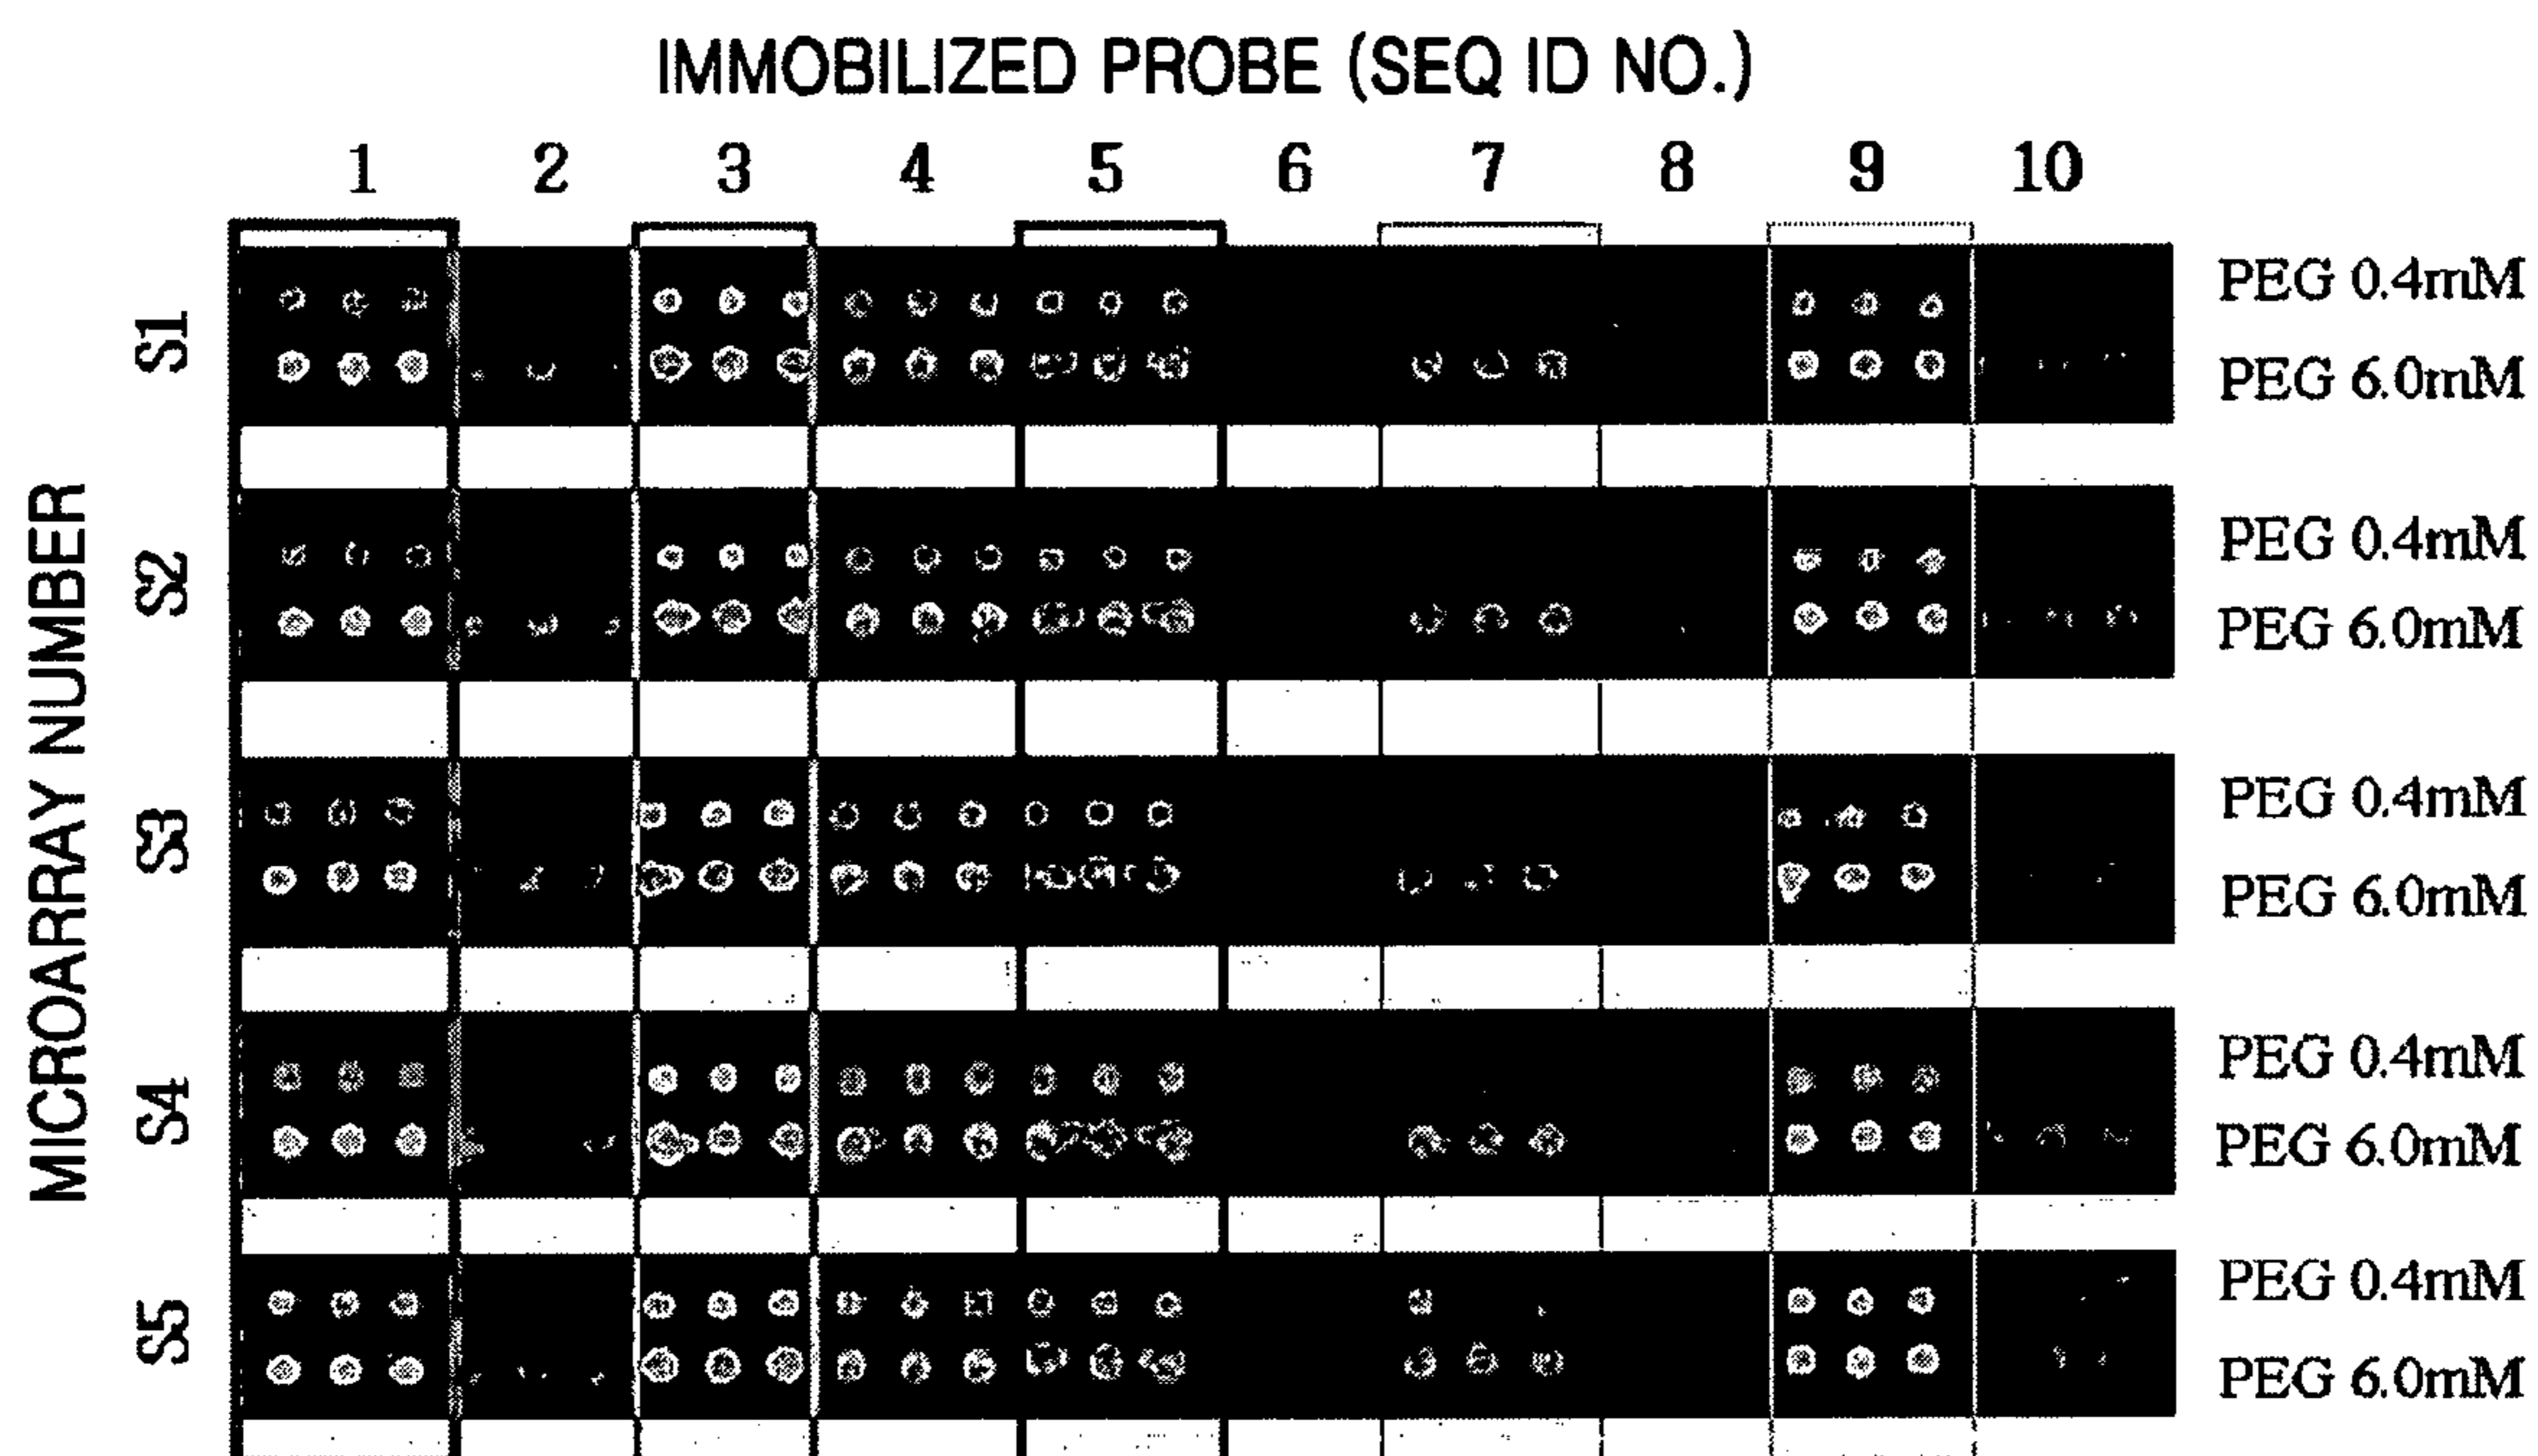 IMMOBILIZED PROBE (SEQ ID NO.)
1 2 3 4 5 6 7 8 9 10
MICROARRAY NUMBER
S1
PEG 0.4mM
PEG 6.0mM
S2
PEG 0.4mM
PEG 6.0mM
S3
PEG 0.4mM
PEG 6.0mM
S4
PEG 0.4mM
PEG 6.0mM
S5
PEG 0.4mM
PEG 6.0mM